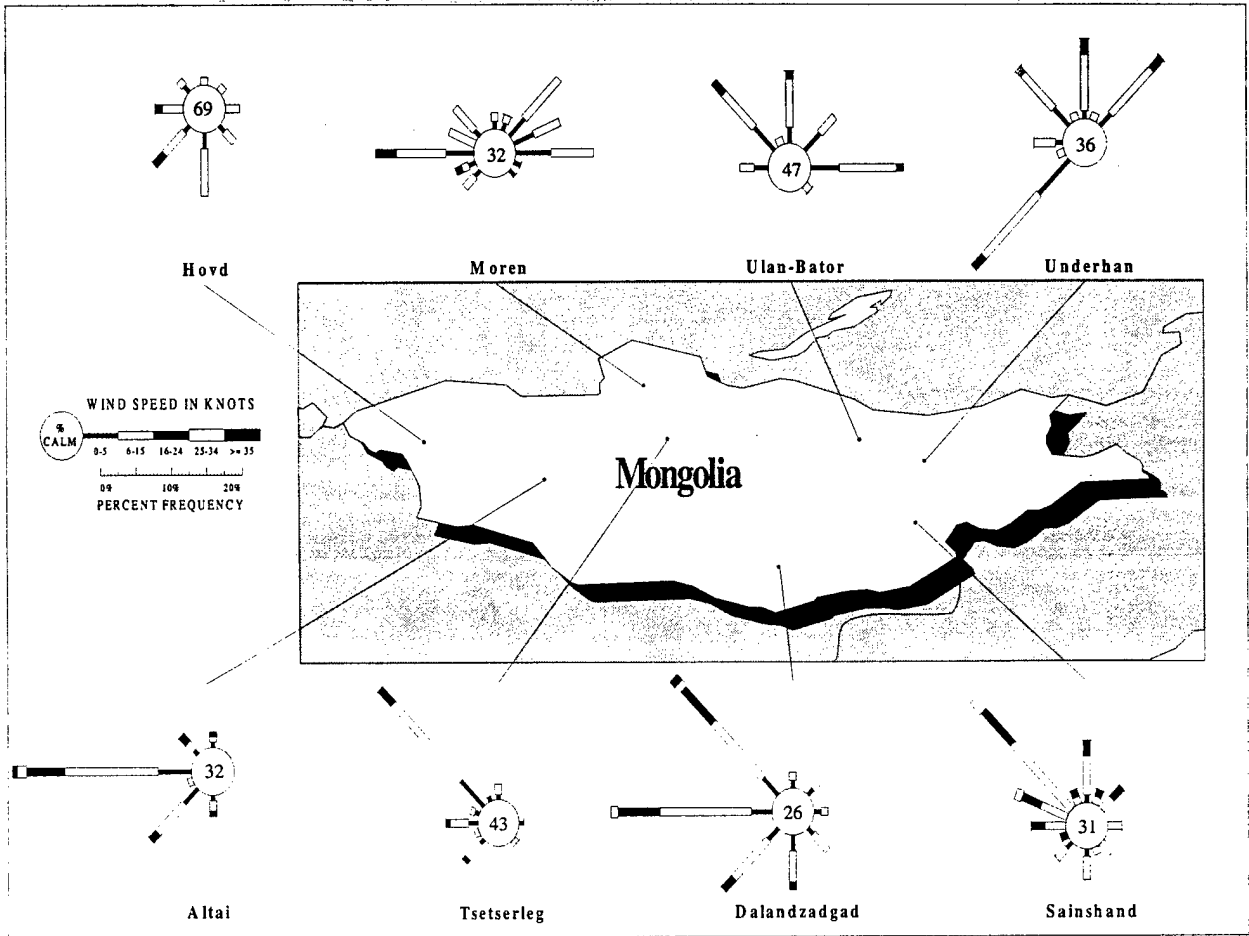 69
32
47
36
Hovd
Moren
Ulan-Bator
Underhan
WIND SPEED IN KNOTS
%
CALM
0-5 6-15 16-24 25-34 >= 35
0% 10% 20%
PERCENT FREQUENCY
Mongolia
32
43
26
31
Altai
Tsetserleg
Dalandzadgad
Sainshand